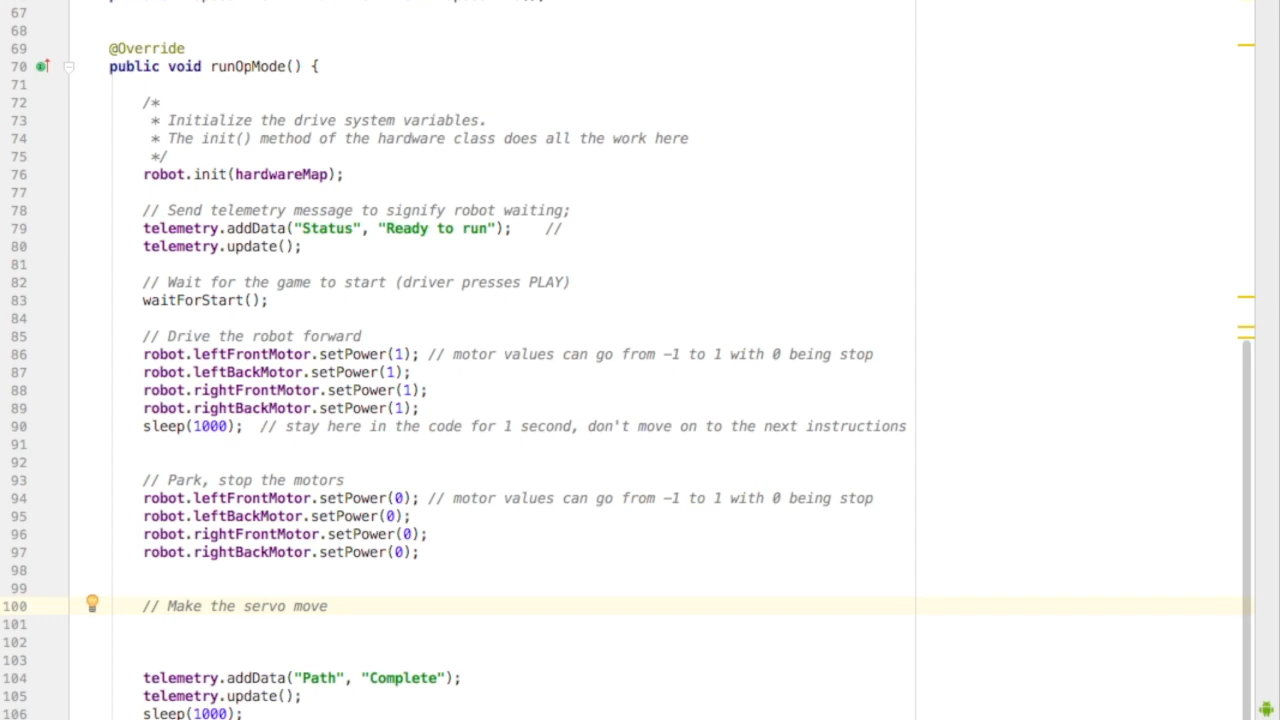 67
68
69 @Override
70 public void runOpMode() {
71
72 /*
73 * Initialize the drive system variables.
74 * The init() method of the hardware class does all the work here
75 */
76 robot.init(hardwareMap);
77
78 // Send telemetry message to signify robot waiting;
79 telemetry.addData("Status", "Ready to run"); //
80 telemetry.update();
81
82 // Wait for the game to start (driver presses PLAY)
83 waitForStart();
84
85 // Drive the robot forward
86 robot.leftFrontMotor.setPower(1); // motor values can go from -1 to 1 with 0 being stop
87 robot.leftBackMotor.setPower(1);
88 robot.rightFrontMotor.setPower(1);
89 robot.rightBackMotor.setPower(1);
90 sleep(1000); // stay here in the code for 1 second, don't move on to the next instructions
91
92
93 // Park, stop the motors
94 robot.leftFrontMotor.setPower(0); // motor values can go from -1 to 1 with 0 being stop
95 robot.leftBackMotor.setPower(0);
96 robot.rightFrontMotor.setPower(0);
97 robot.rightBackMotor.setPower(0);
98
99
100 // Make the servo move
101
102
103
104 telemetry.addData("Path", "Complete");
105 telemetry.update();
106 sleep(1000);